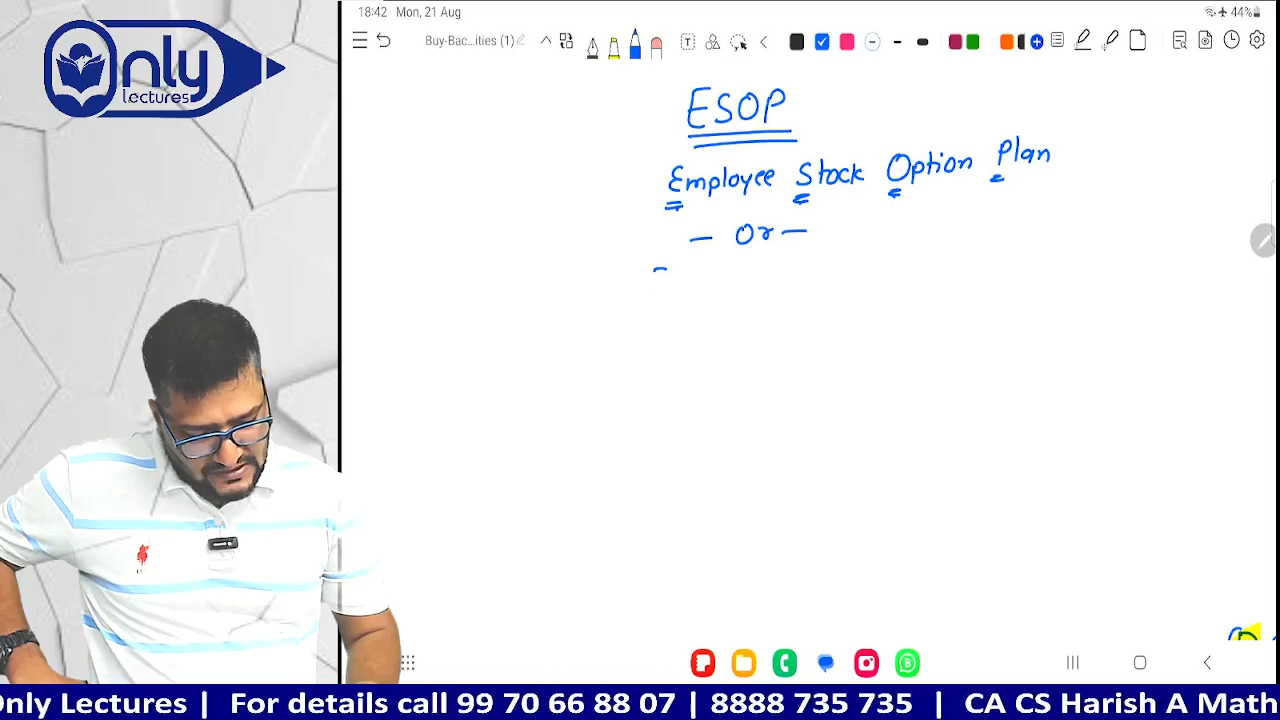 18:42 Mon, 21 Aug
44%
Buy-Bac...ities (1)
Only
lectures
ESOP
Employee Stock Option Plan
— Or —
Only Lectures | For details call 99 70 66 88 07 | 8888 735 735 | CA CS Harish A Math